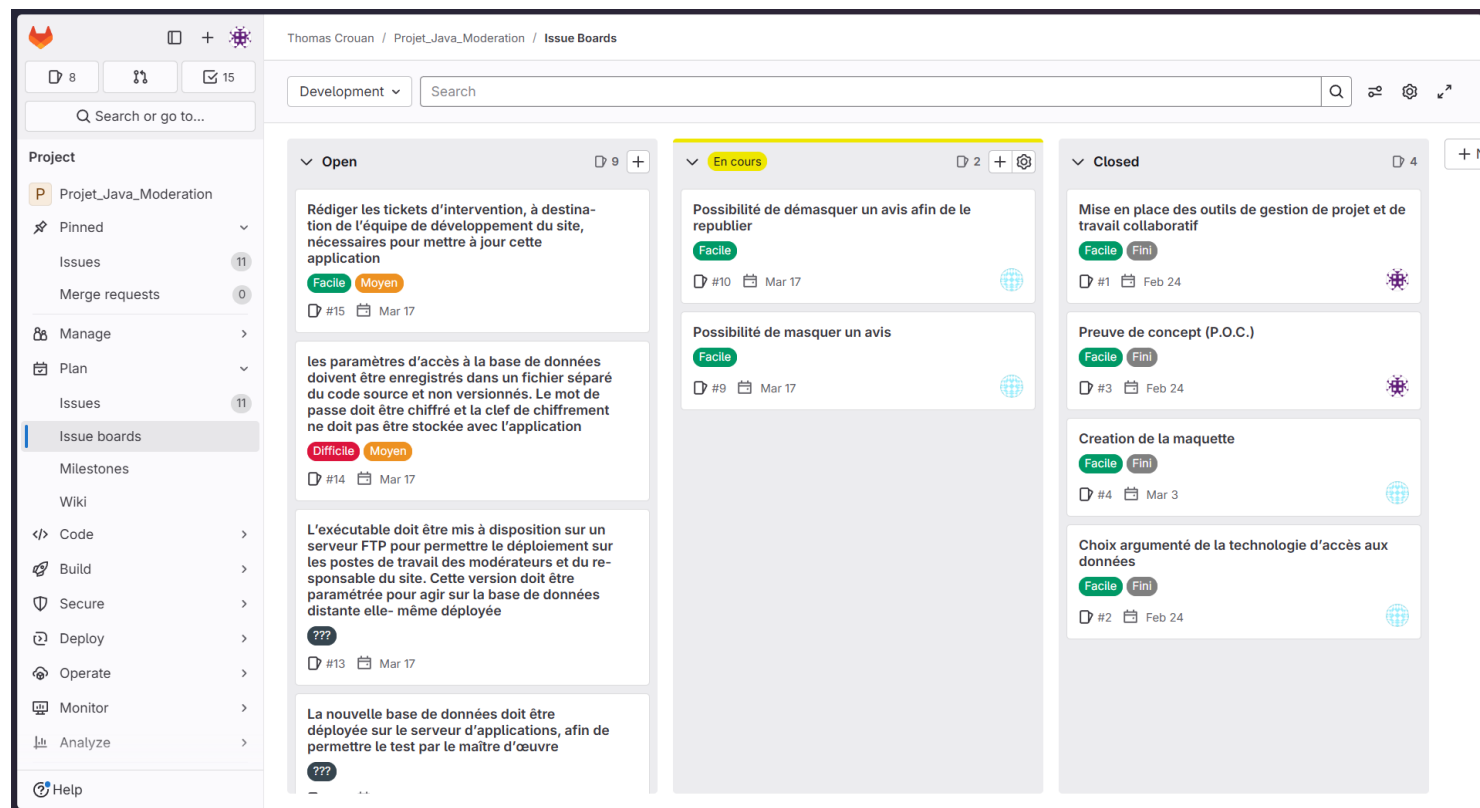 Thomas Crouan / Projet_Java_Moderation / Issue Boards
8
15
Search or go to...
Project
P Projet_Java_Moderation
Pinned
Issues 11
Merge requests 0
Manage
Plan
Issues 11
Issue boards
Milestones
Wiki
Code
Build
Secure
Deploy
Operate
Monitor
Analyze
Help
Development
Search
Open 9
Rédiger les tickets d'intervention, à destina-
tion de l'équipe de développement du site,
nécessaires pour mettre à jour cette
application
Facile Moyen
#15 Mar 17
les paramètres d'accès à la base de données
doivent être enregistrés dans un fichier séparé
du code source et non versionnés. Le mot de
passe doit être chiffré et la clef de chiffrement
ne doit pas être stockée avec l'application
Difficile Moyen
#14 Mar 17
L'exécutable doit être mis à disposition sur un
serveur FTP pour permettre le déploiement sur
les postes de travail des modérateurs et du re-
sponsable du site. Cette version doit être
paramétrée pour agir sur la base de données
distante elle- même déployée
???
#13 Mar 17
La nouvelle base de données doit être
déployée sur le serveur d'applications, afin de
permettre le test par le maître d'œuvre
???
En cours 2
Possibilité de démasquer un avis afin de le
republier
Facile
#10 Mar 17
Possibilité de masquer un avis
Facile
#9 Mar 17
Closed 4
Mise en place des outils de gestion de projet et de
travail collaboratif
Facile Fini
#1 Feb 24
Preuve de concept (P.O.C.)
Facile Fini
#3 Feb 24
Creation de la maquette
Facile Fini
#4 Mar 3
Choix argumenté de la technologie d'accès aux
données
Facile Fini
#2 Feb 24